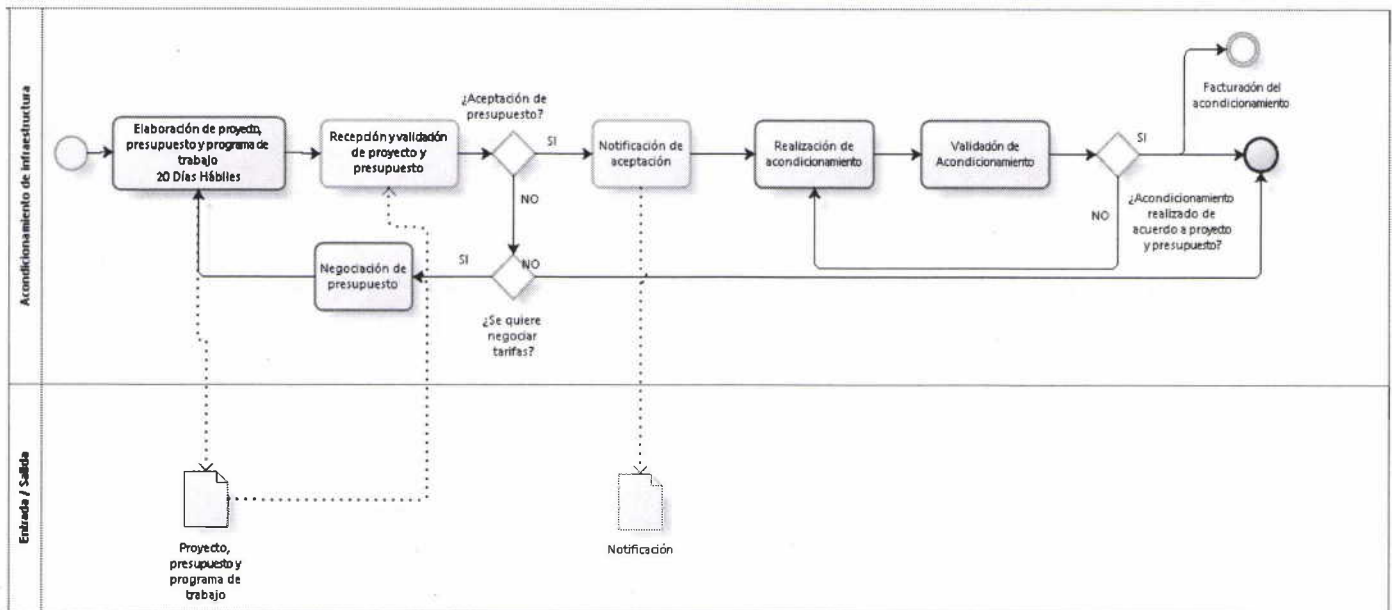 Acondicionamiento de infraestructura
Elaboración de proyecto,
presupuesto y programa de
trabajo
20 Días Hábiles
Recepción y validación
de proyecto y
presupuesto
¿Aceptación de
presupuesto?
SI
NO
Notificación de
aceptación
Realización de
acondicionamiento
Validación de
Acondicionamiento
SI
NO
¿Acondicionamiento
realizado de
acuerdo a proyecto
y presupuesto?
Facturación del
acondicionamiento
Negociación de
presupuesto
SI
NO
¿Se quiere
negociar
tarifas?
Entrada / Salida
Proyecto,
presupuesto y
programa de
trabajo
Notificación